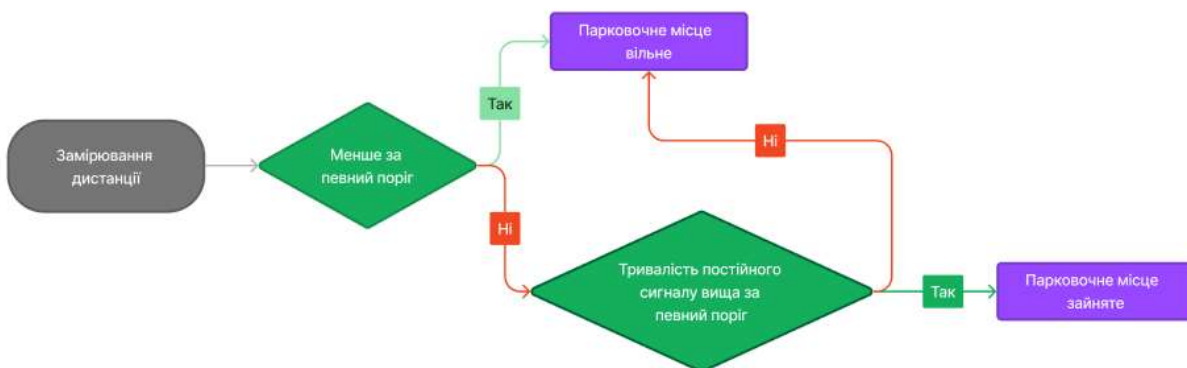 Парковочне місце
вільне
Так
Замірювання
дистанції
Менше за
певний поріг
Ні
Ні
Тривалість постійного
сигналу вища за
певний поріг
Так
Парковочне місце
зайняте